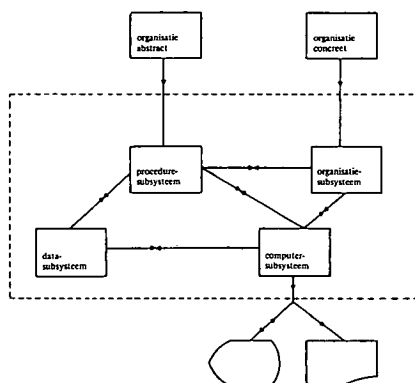 organisatie
abstract
organisatie
concreet
procedure-
subsysteem
organisatie-
subsysteem
data-
subsysteem
computer-
subsysteem